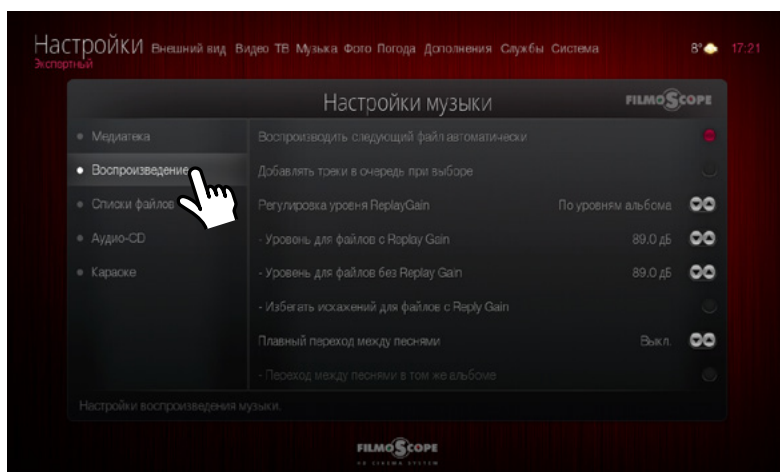 Настройки Внешний вид Видео ТВ Музыка Фото Погода Дополнения Службы Система 8° 17:21
Экспортный
Настройки музыки FILMOSCOPE
Медиатека
Воспроизводить следующий файл автоматически
Воспроизведение
Добавлять треки в очередь при выборе
Списки файлов
Регулировка уровня ReplayGain По уровням альбома
Аудио-CD
- Уровень для файлов с Replay Gain 89.0 дБ
Караоке
- Уровень для файлов без Replay Gain 89.0 дБ
- Избегать искажений для файлов с Reply Gain
Плавный переход между песнями Выкл.
- Переход между песнями в том же альбоме
Настройки воспроизведения музыки.
FILMOSCOPE
HD CINEMA SYSTEM